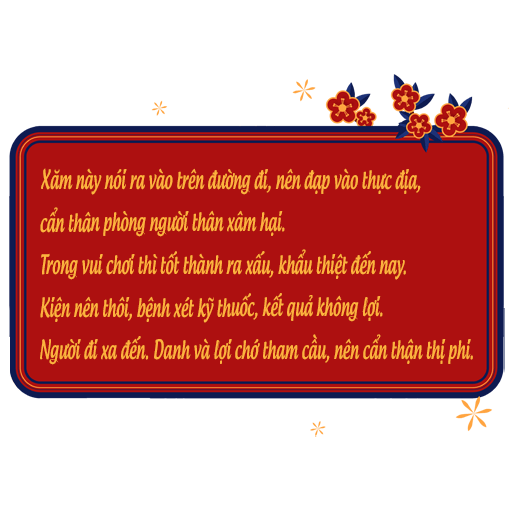 Xăm này nói ra vào trên đường đi, nên đạp vào thực địa,
cẩn thân phòng người thân xâm hại.
Trong vui chơi thì tốt thành ra xấu, khẩu thiệt đến nay.
Kiện nên thôi, bệnh xét kỹ thuốc, kết quả không lợi.
Người đi xa đến. Danh và lợi chớ tham cầu, nên cẩn thận thị phi.